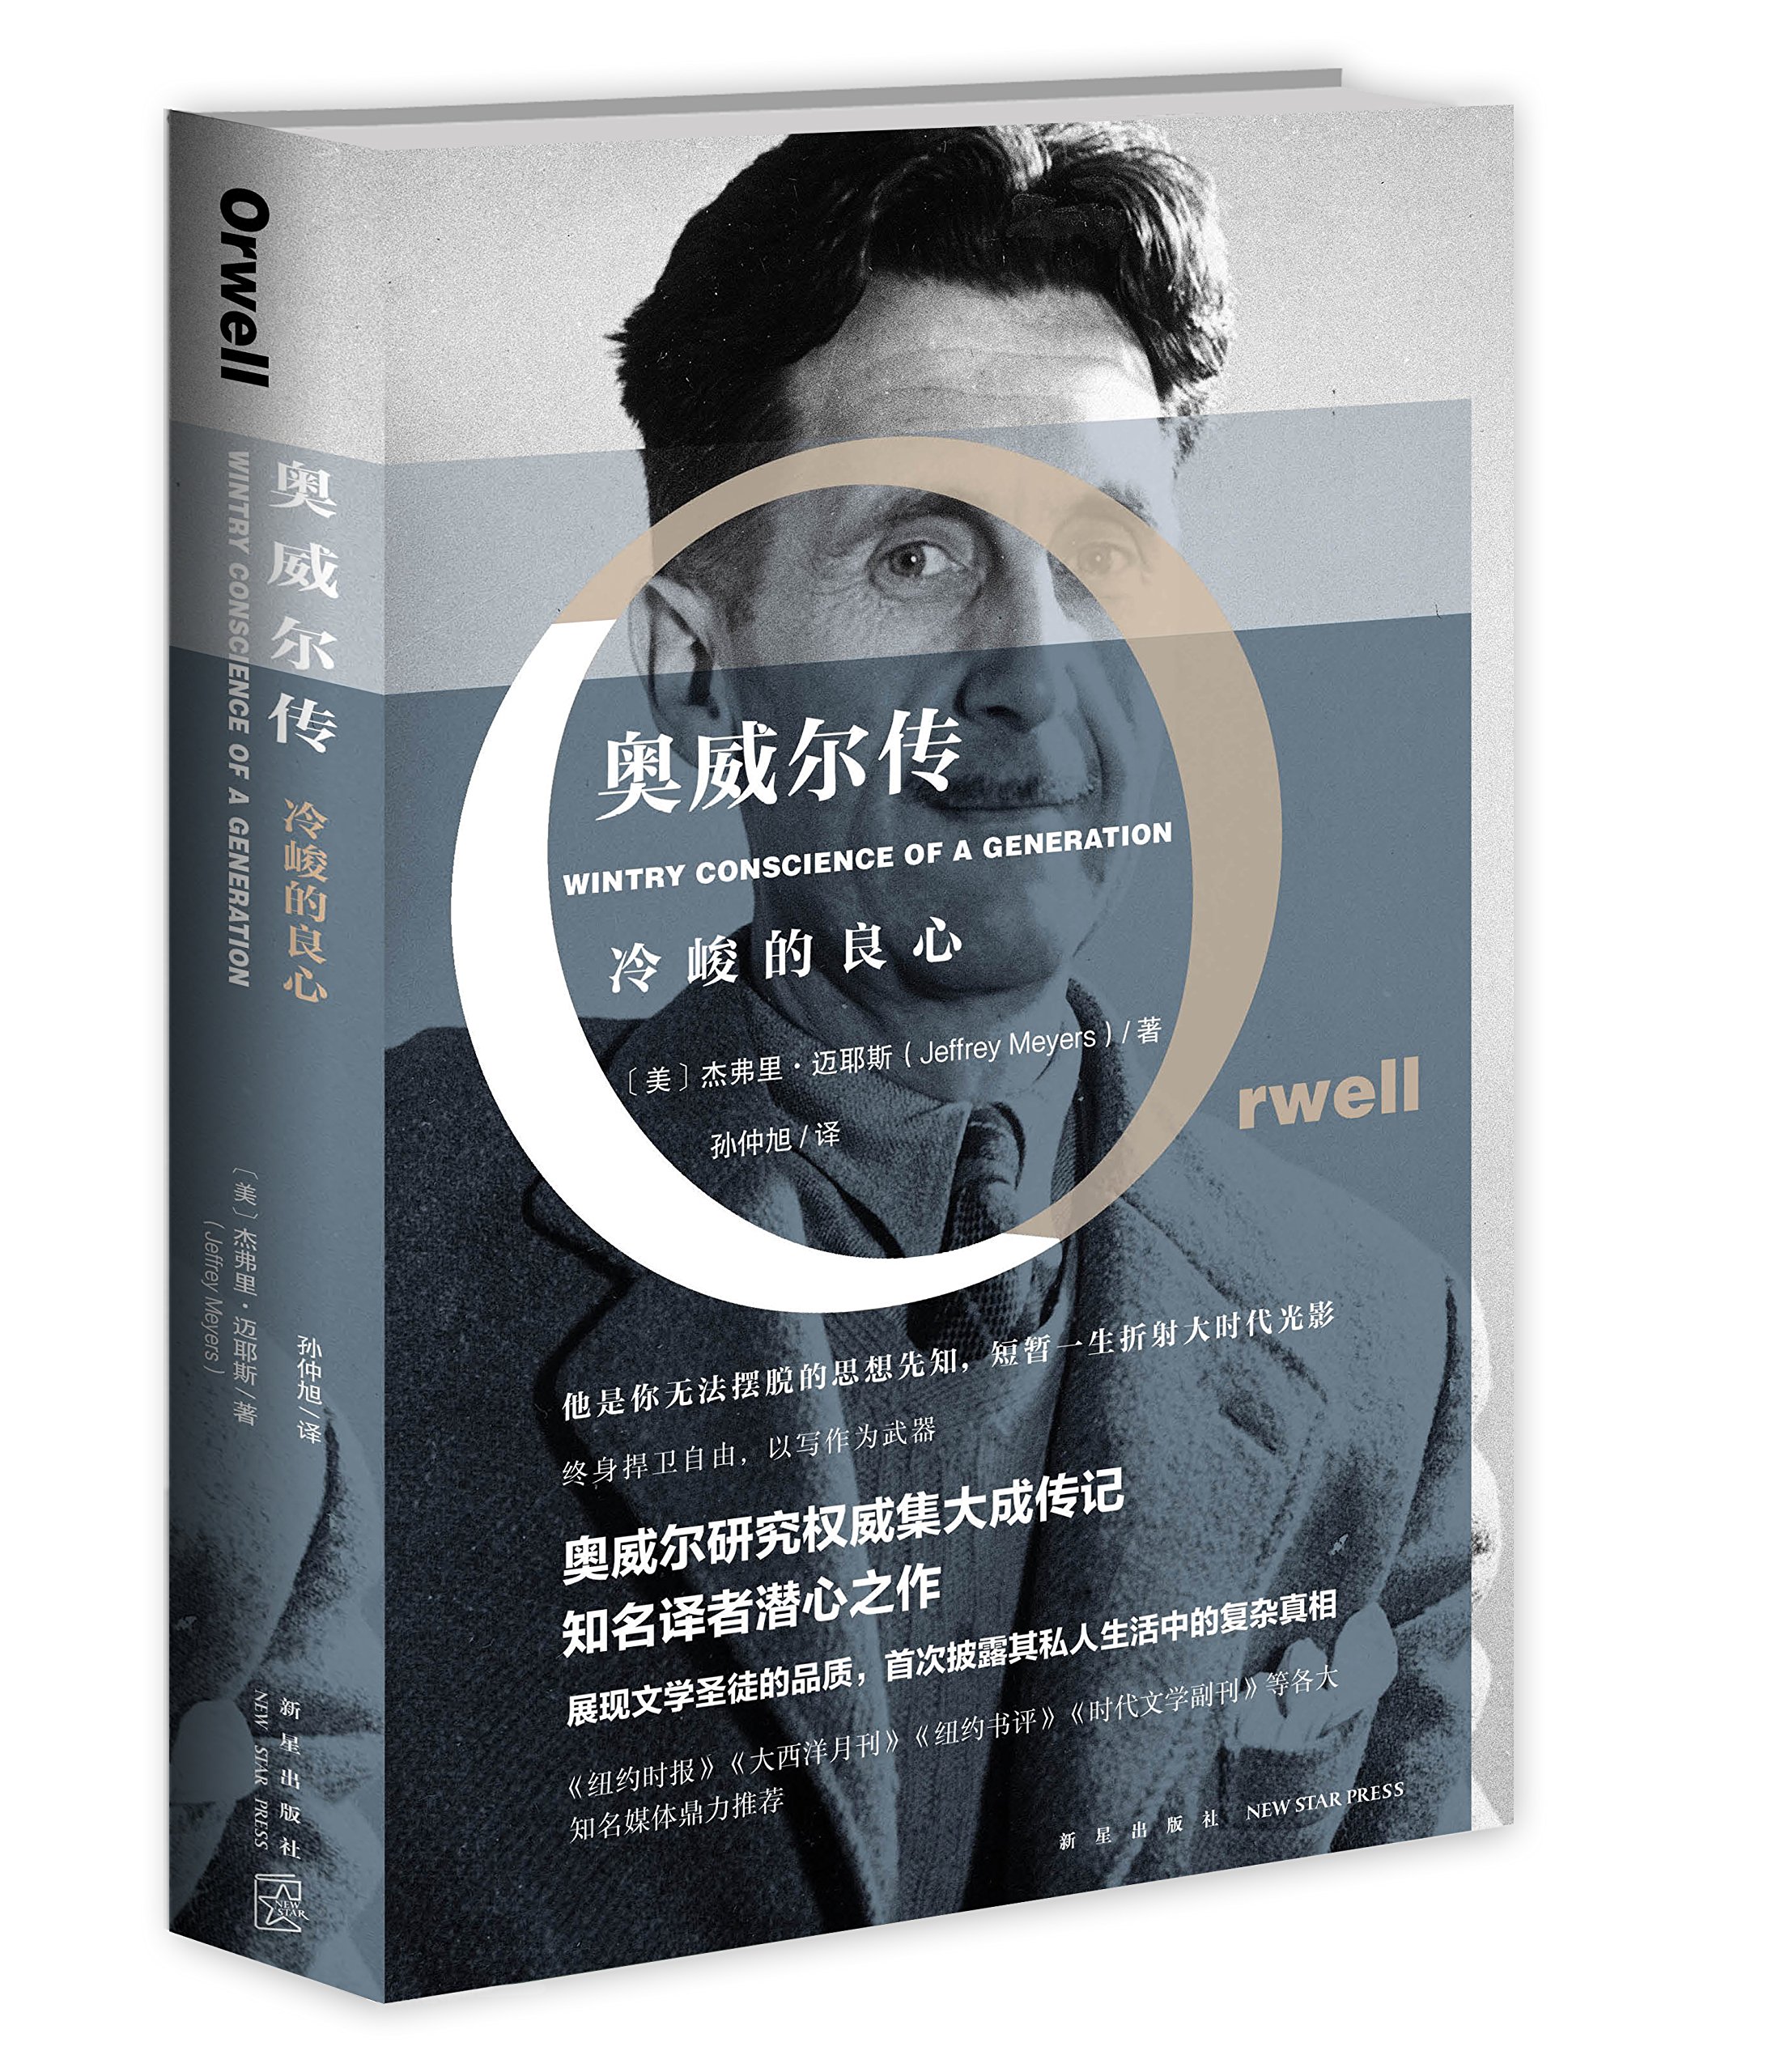 Orwell
奥威尔传
冷峻的良心
WINTRY CONSCIENCE OF A GENERATION
〔美〕杰弗里·迈耶斯/著
(Jeffrey Meyers)
孙仲旭/译
新星出版社
NEW STAR PRESS
NEW
STAR
奥威尔传
WINTRY CONSCIENCE OF A GENERATION
冷峻的良心
〔美〕杰弗里·迈耶斯(Jeffrey Meyers)/著
孙仲旭/译
Orwell
他是你无法摆脱的思想先知，短暂一生折射大时代光影
终身捍卫自由，以写作为武器
奥威尔研究权威集大成传记
知名译者潜心之作
展现文学圣徒的品质，首次披露其私人生活中的复杂真相
《纽约时报》《大西洋月刊》《纽约书评》《时代文学副刊》等各大
知名媒体鼎力推荐
新星出版社 NEW STAR PRESS